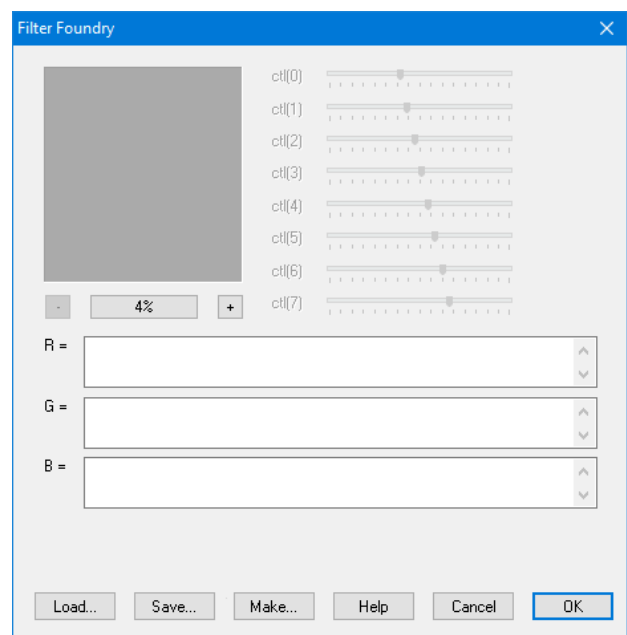 Filter Foundry
ctl(0)
ctl(1)
ctl(2)
ctl(3)
ctl(4)
ctl(5)
ctl(6)
ctl(7)
- 4% +
R =
G =
B =
Load... Save... Make... Help Cancel OK